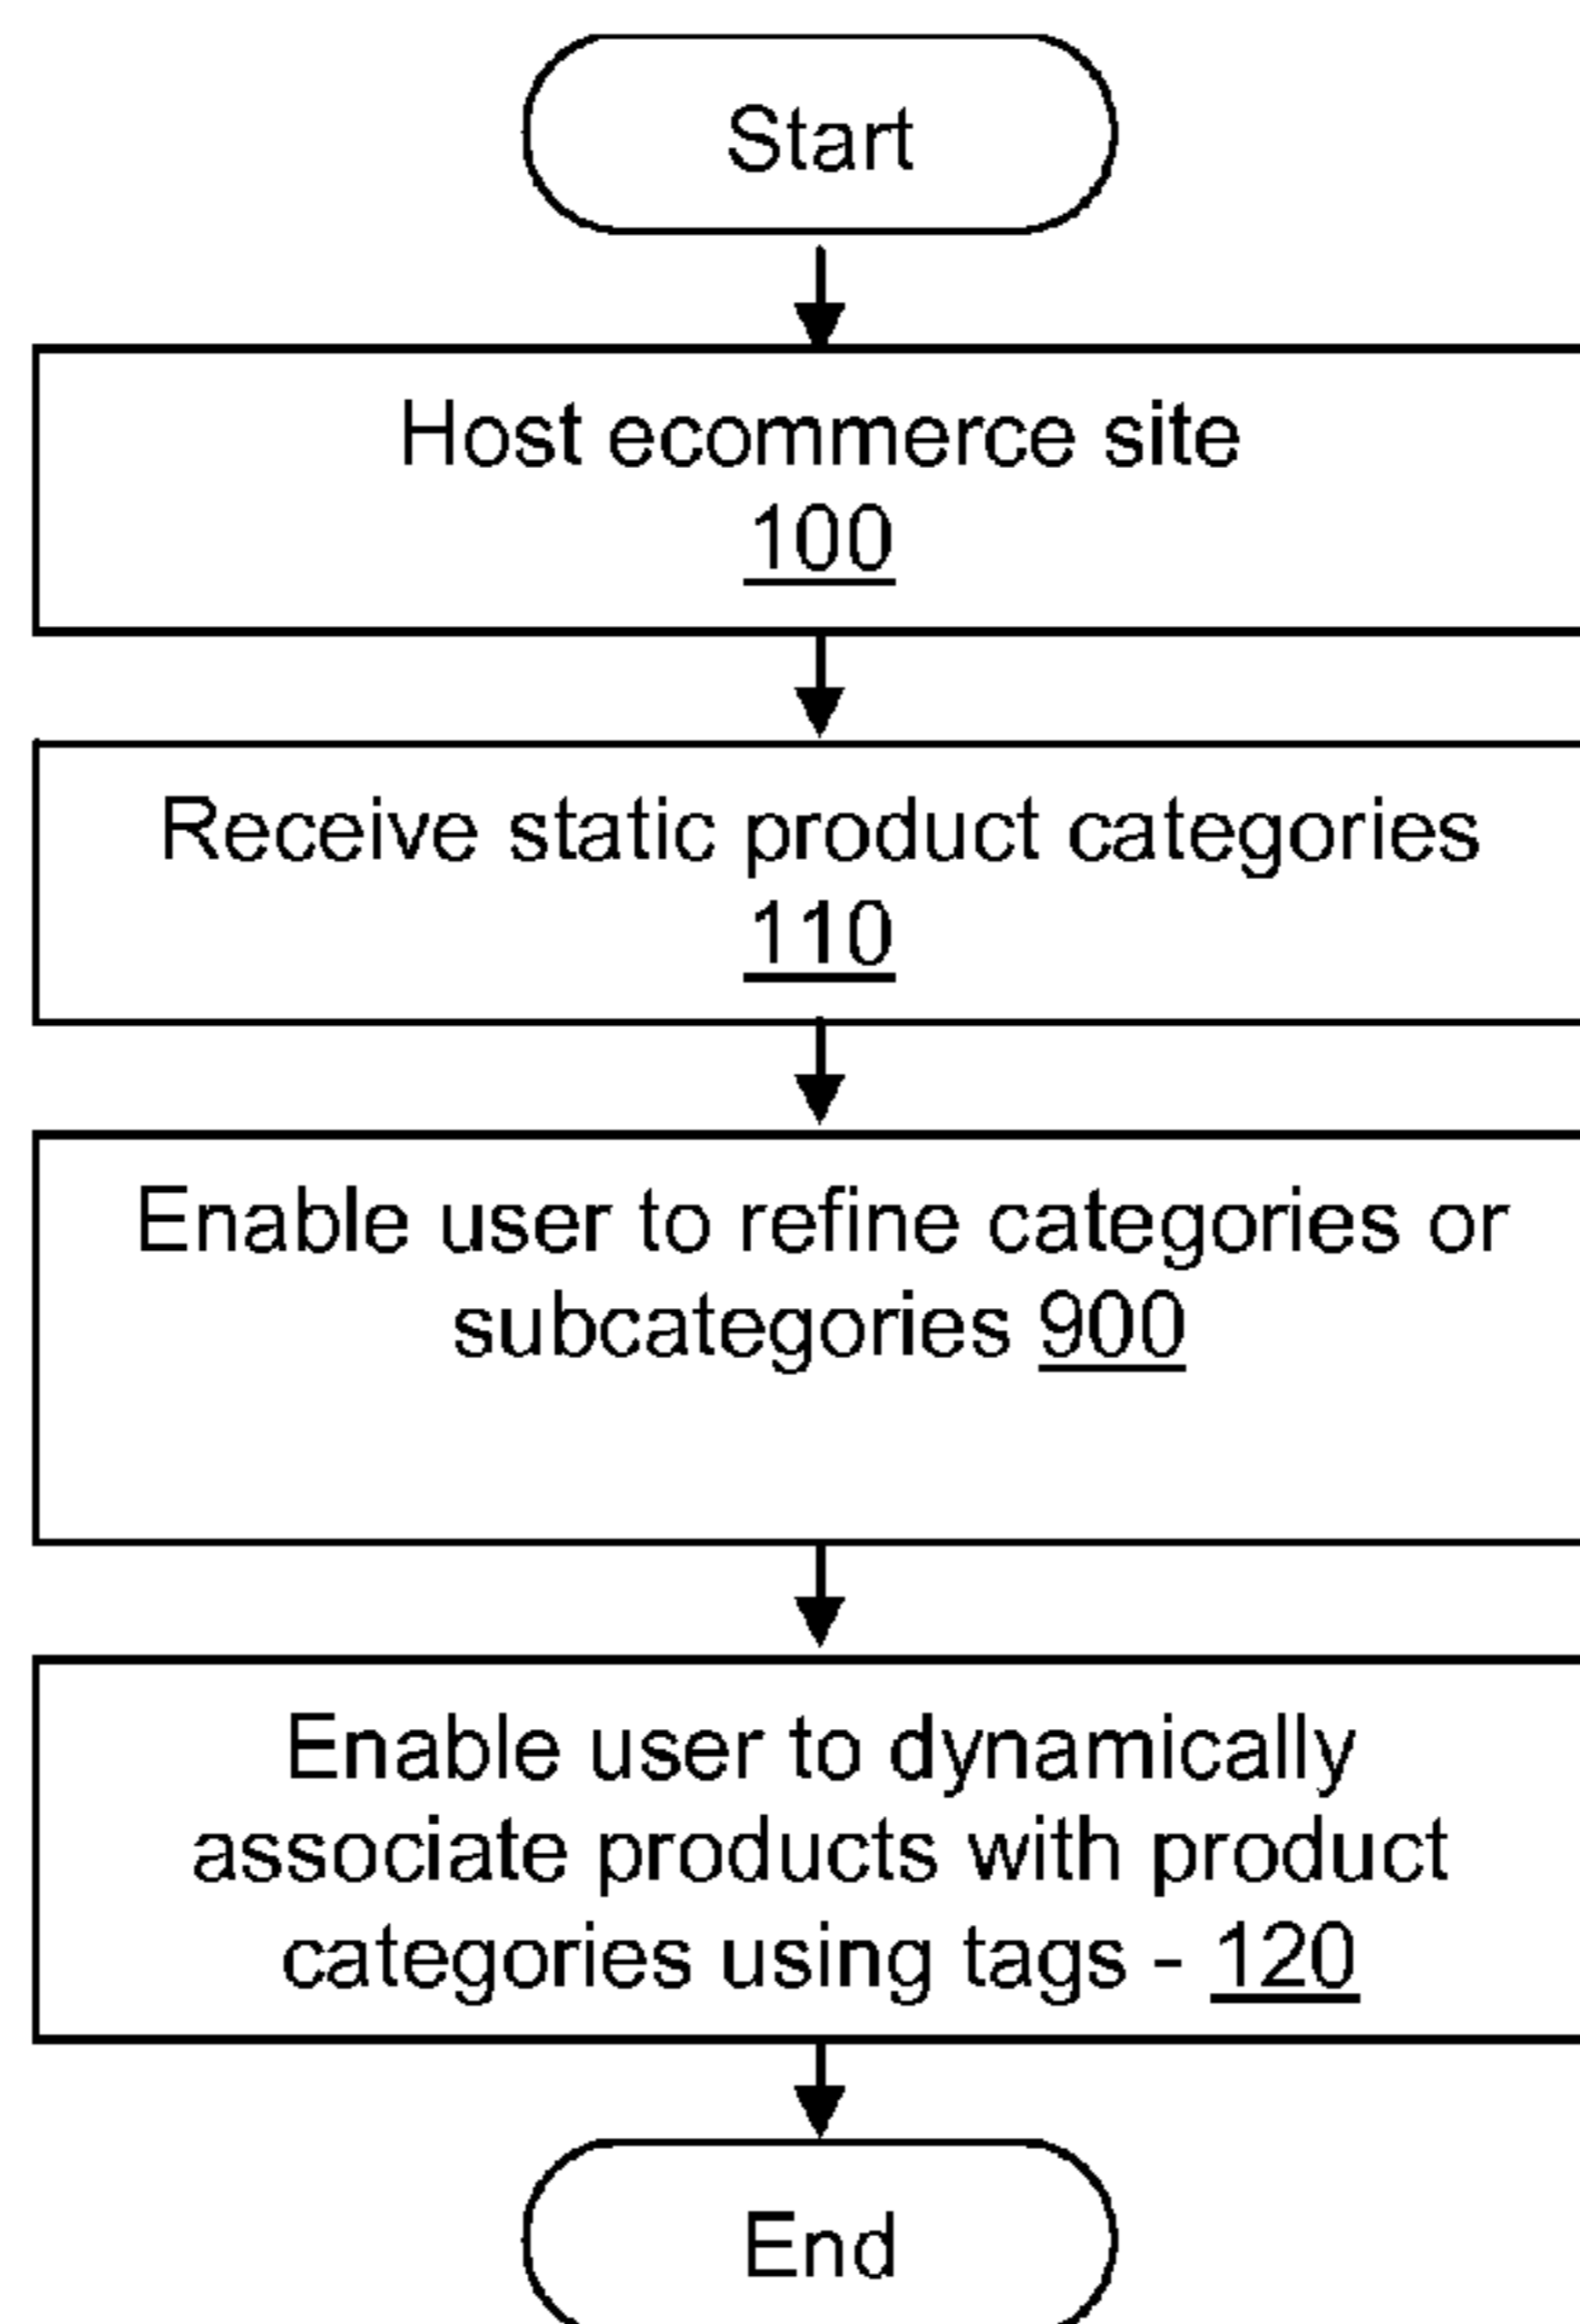 Start
Host ecommerce site
100
Receive static product categories
110
Enable user to refine categories or
subcategories 900
Enable user to dynamically
associate products with product
categories using tags - 120
End